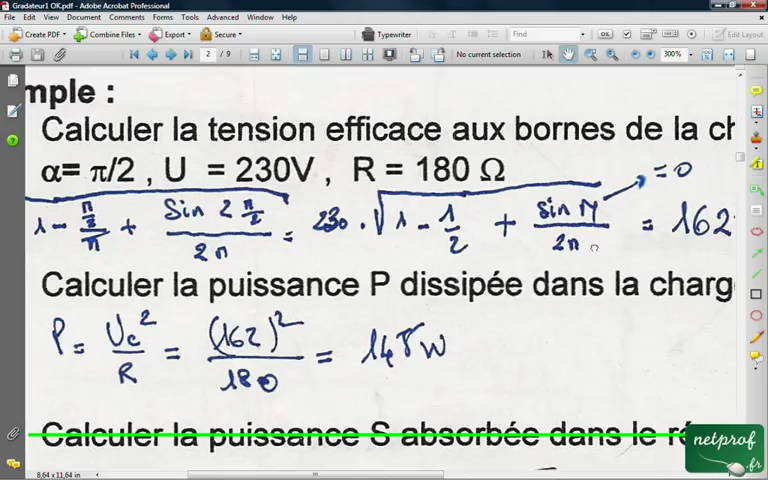 Gradateur1 OK.pdf - Adobe Acrobat Professional
File Edit View Document Comments Forms Tools Advanced Window Help
Create PDF Combine Files Export Secure Typewriter No current selection Find Edit Layout
2 / 9 300%
mple :
Calculer la tension efficace aux bornes de la ch
α= π/2 , U = 230V , R = 180 Ω = 0
1 - π/2/π + Sin 2 π/2 / 2π = 230 . √1 - 1/2 + sin π / 2π = 162
Calculer la puissance P dissipée dans la charg
P = Uc² / R = (162)² / 180 = 145 W
Calculer la puissance S absorbée dans le ré
netprof
.fr
8,64 x 11,64 in